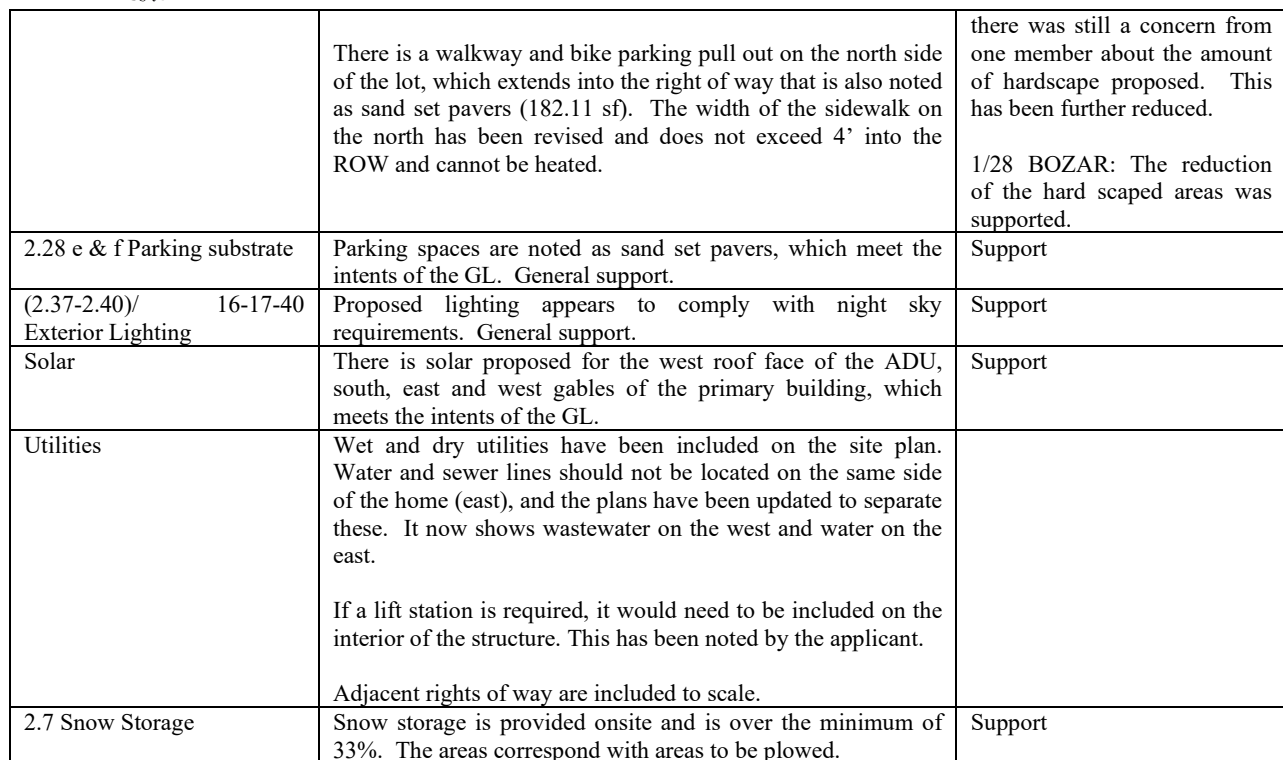 There is a walkway and bike parking pull out on the north side
of the lot, which extends into the right of way that is also noted
as sand set pavers (182.11 sf). The width of the sidewalk on
the north has been revised and does not exceed 4’ into the
ROW and cannot be heated.
there was still a concern from
one member about the amount
of hardscape proposed. This
has been further reduced.
1/28 BOZAR: The reduction
of the hard scaped areas was
supported.
2.28 e & f Parking substrate
Parking spaces are noted as sand set pavers, which meet the
intents of the GL. General support.
Support
(2.37-2.40)/ 16-17-40
Exterior Lighting
Proposed lighting appears to comply with night sky
requirements. General support.
Support
Solar
There is solar proposed for the west roof face of the ADU,
south, east and west gables of the primary building, which
meets the intents of the GL.
Support
Utilities
Wet and dry utilities have been included on the site plan.
Water and sewer lines should not be located on the same side
of the home (east), and the plans have been updated to separate
these. It now shows wastewater on the west and water on the
east.
If a lift station is required, it would need to be included on the
interior of the structure. This has been noted by the applicant.
Adjacent rights of way are included to scale.
2.7 Snow Storage
Snow storage is provided onsite and is over the minimum of
33%. The areas correspond with areas to be plowed.
Support